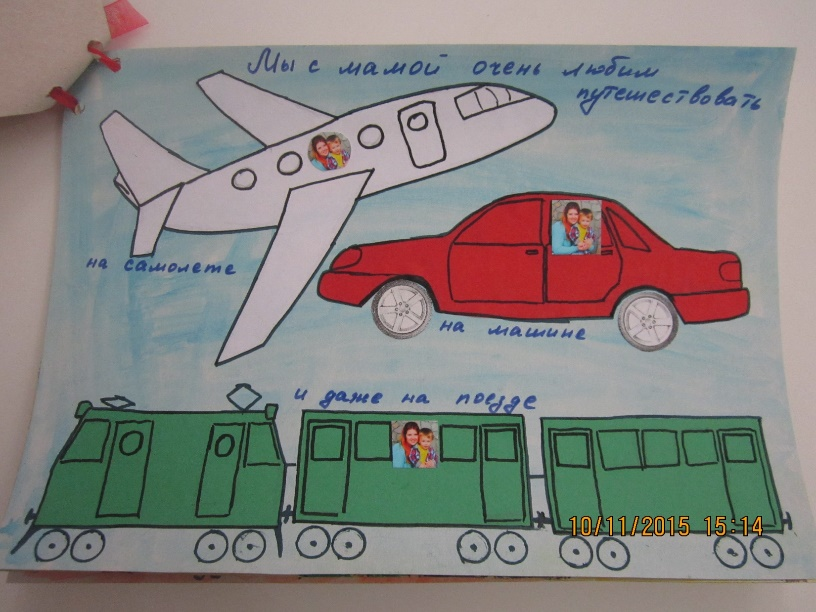 Мы с мамой очень любим
путешествовать
на самолете
на машине
и даже на поезде
10/11/2015 15:14